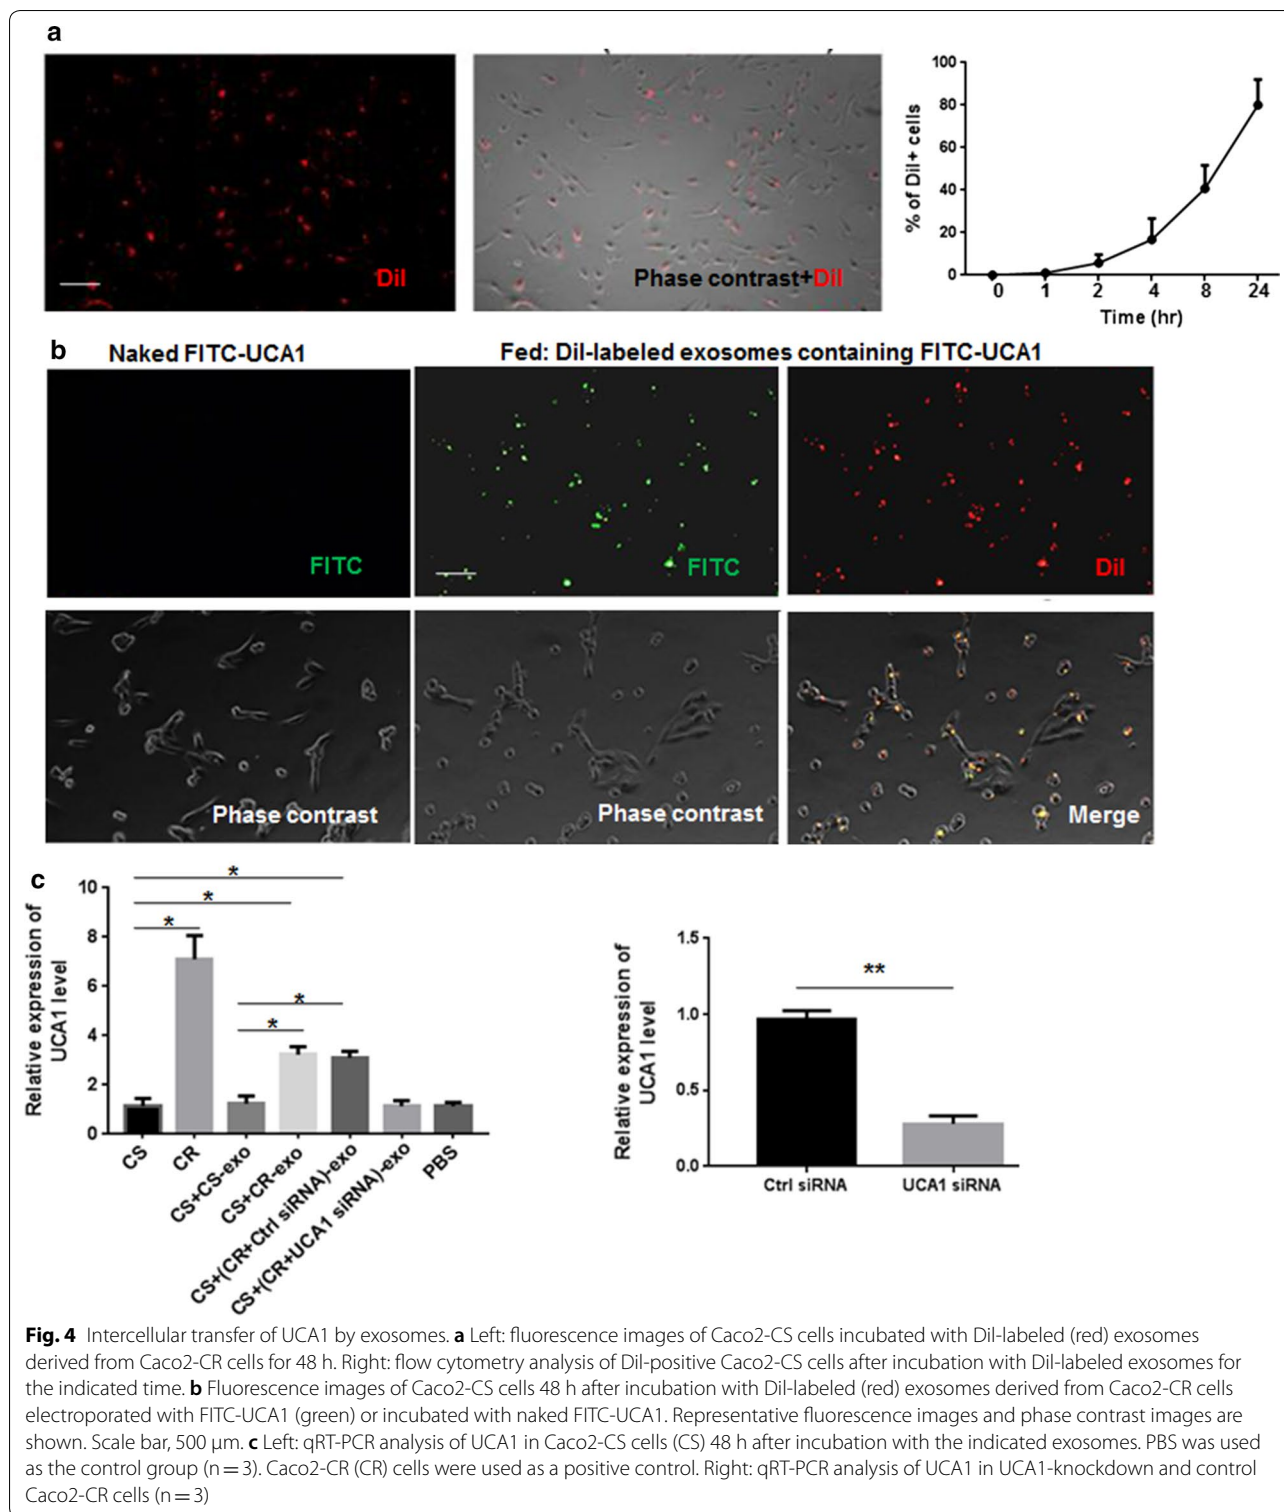 a
Dil
Phase contrast+Dil
100
80
60
40
20
0
% of Dil+ cells
0 1 2 4 8 24
Time (hr)
b
Naked FITC-UCA1
Fed: Dil-labeled exosomes containing FITC-UCA1
FITC
FITC
Dil
Phase contrast
Phase contrast
Merge
c
Relative expression of
UCA1 level
10
8
6
4
2
0
*
*
*
*
*
CS
CR
CS+CS-exo
CS+CR-exo
CS+(CR+Ctrl siRNA)-exo
CS+(CR+UCA1 siRNA)-exo
PBS
Relative expression of
UCA1 level
1.5
1.0
0.5
0.0
**
Ctrl siRNA
UCA1 siRNA
Fig. 4 Intercellular transfer of UCA1 by exosomes. a Left: fluorescence images of Caco2-CS cells incubated with Dil-labeled (red) exosomes
derived from Caco2-CR cells for 48 h. Right: flow cytometry analysis of Dil-positive Caco2-CS cells after incubation with Dil-labeled exosomes for
the indicated time. b Fluorescence images of Caco2-CS cells 48 h after incubation with Dil-labeled (red) exosomes derived from Caco2-CR cells
electroporated with FITC-UCA1 (green) or incubated with naked FITC-UCA1. Representative fluorescence images and phase contrast images are
shown. Scale bar, 500 µm. c Left: qRT-PCR analysis of UCA1 in Caco2-CS cells (CS) 48 h after incubation with the indicated exosomes. PBS was used
as the control group (n = 3). Caco2-CR (CR) cells were used as a positive control. Right: qRT-PCR analysis of UCA1 in UCA1-knockdown and control
Caco2-CR cells (n = 3)